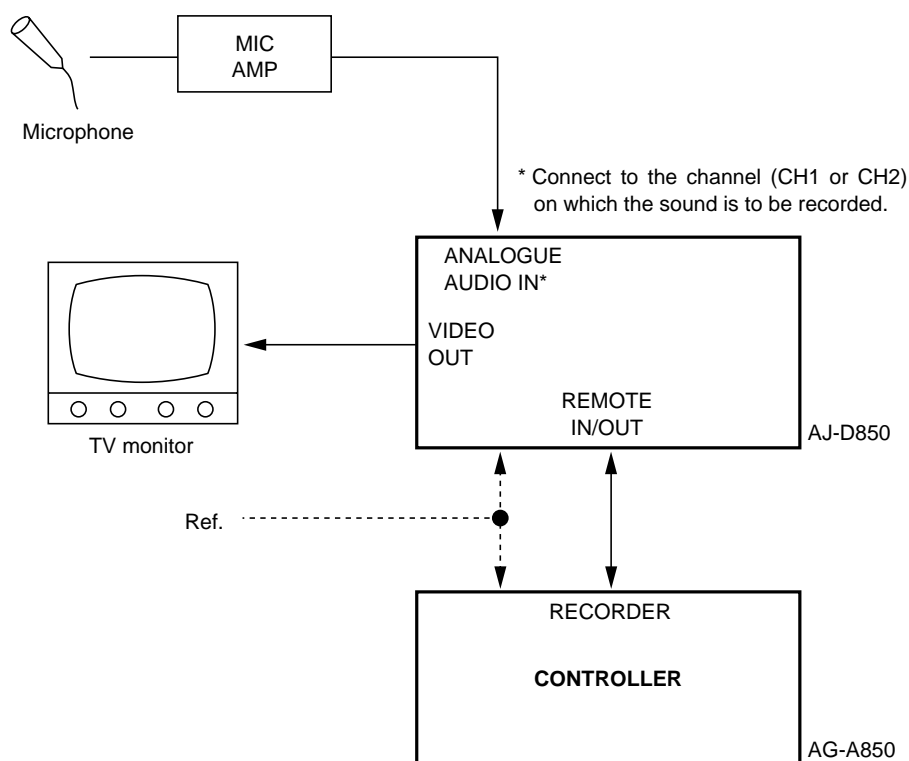 MIC
AMP
Microphone
* Connect to the channel (CH1 or CH2)
on which the sound is to be recorded.
ANALOGUE
AUDIO IN*
VIDEO
OUT
REMOTE
IN/OUT
AJ-D850
TV monitor
Ref.
RECORDER
CONTROLLER
AG-A850